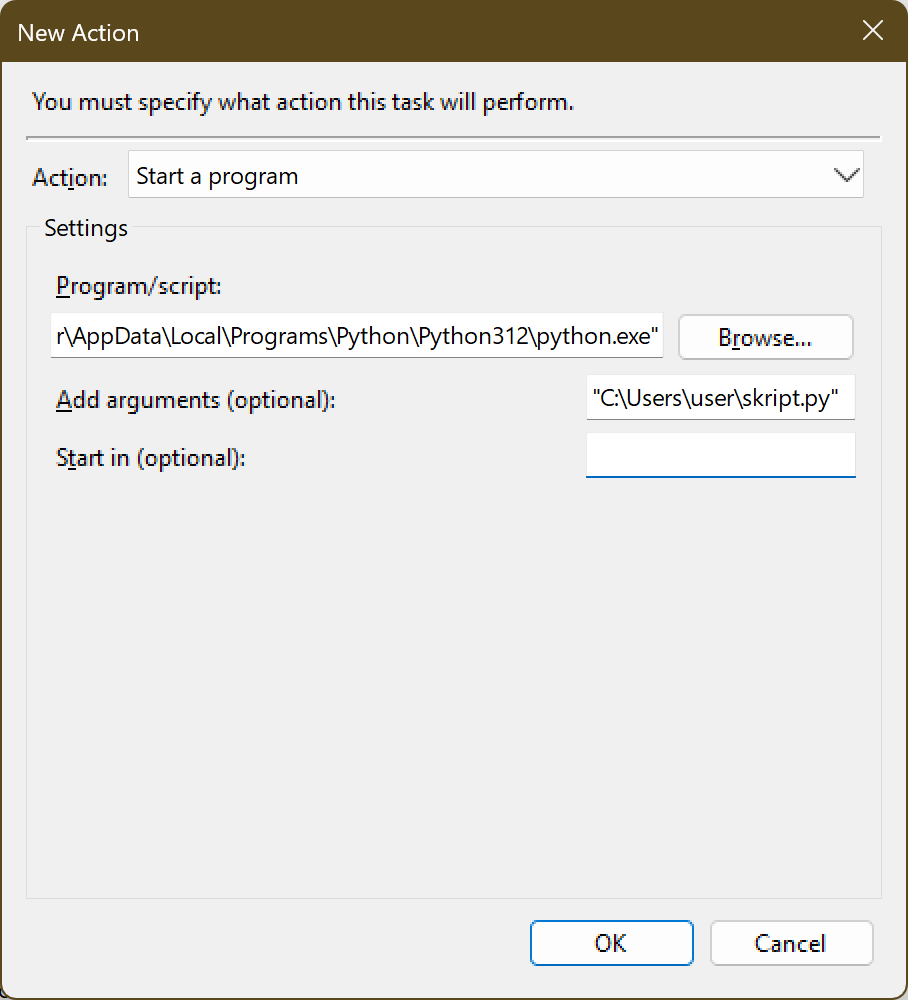 New Action
You must specify what action this task will perform.
Action: Start a program
Settings
Program/script:
r\AppData\Local\Programs\Python\Python312\python.exe" Browse...
Add arguments (optional): "C:\Users\user\skript.py"
Start in (optional):
OK Cancel